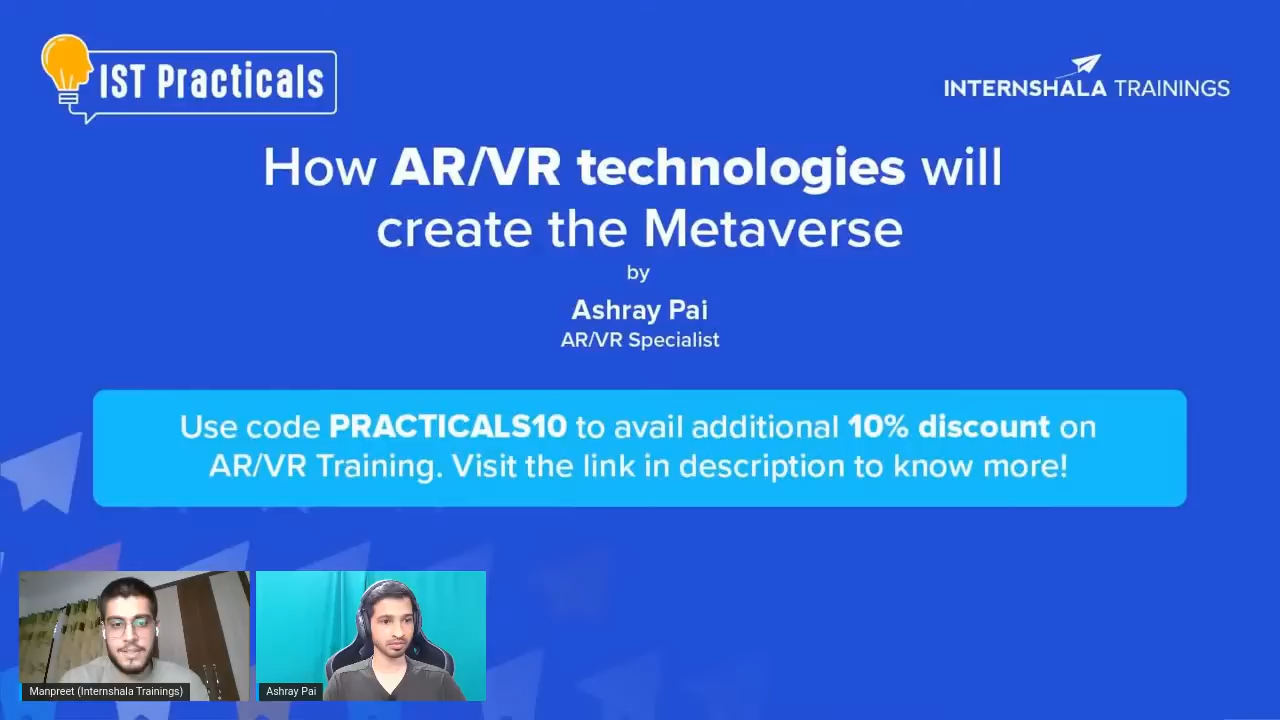 IST Practicals
INTERNSHALA TRAININGS
How AR/VR technologies will
create the Metaverse
by
Ashray Pai
AR/VR Specialist
Use code PRACTICALS10 to avail additional 10% discount on
AR/VR Training. Visit the link in description to know more!
Manpreet (Internshala Trainings)
Ashray Pai